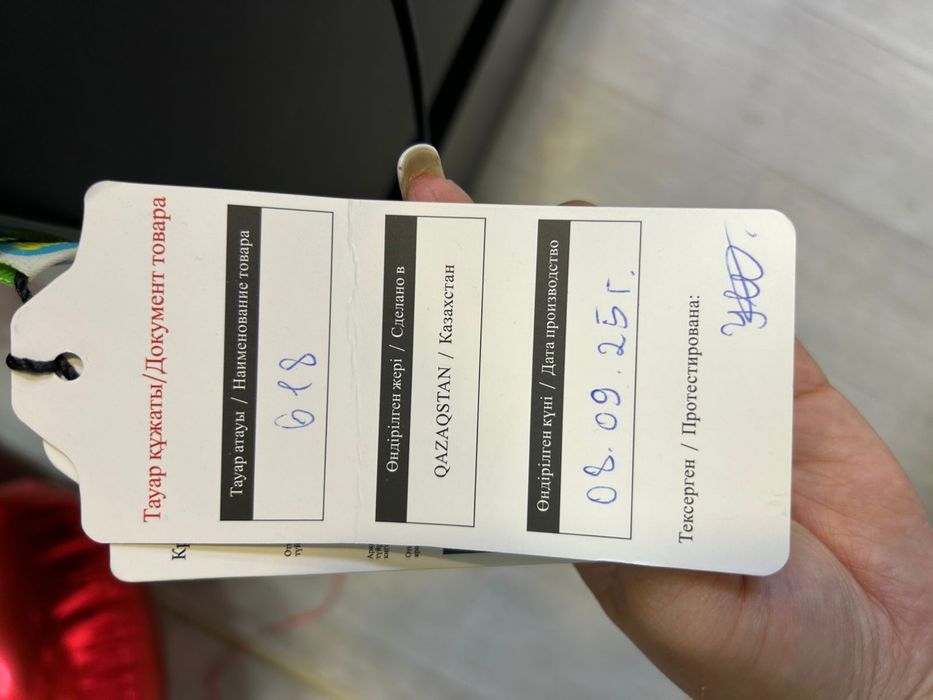 Тауар құжаты/Документ товара
Тауар атауы / Наименование товара
618
Өндірілген жері / Сделано в
QAZAQSTAN / Казахстан
Өндірілген күні / Дата производство
08.09.25 г.
Тексерген / Протестирована: